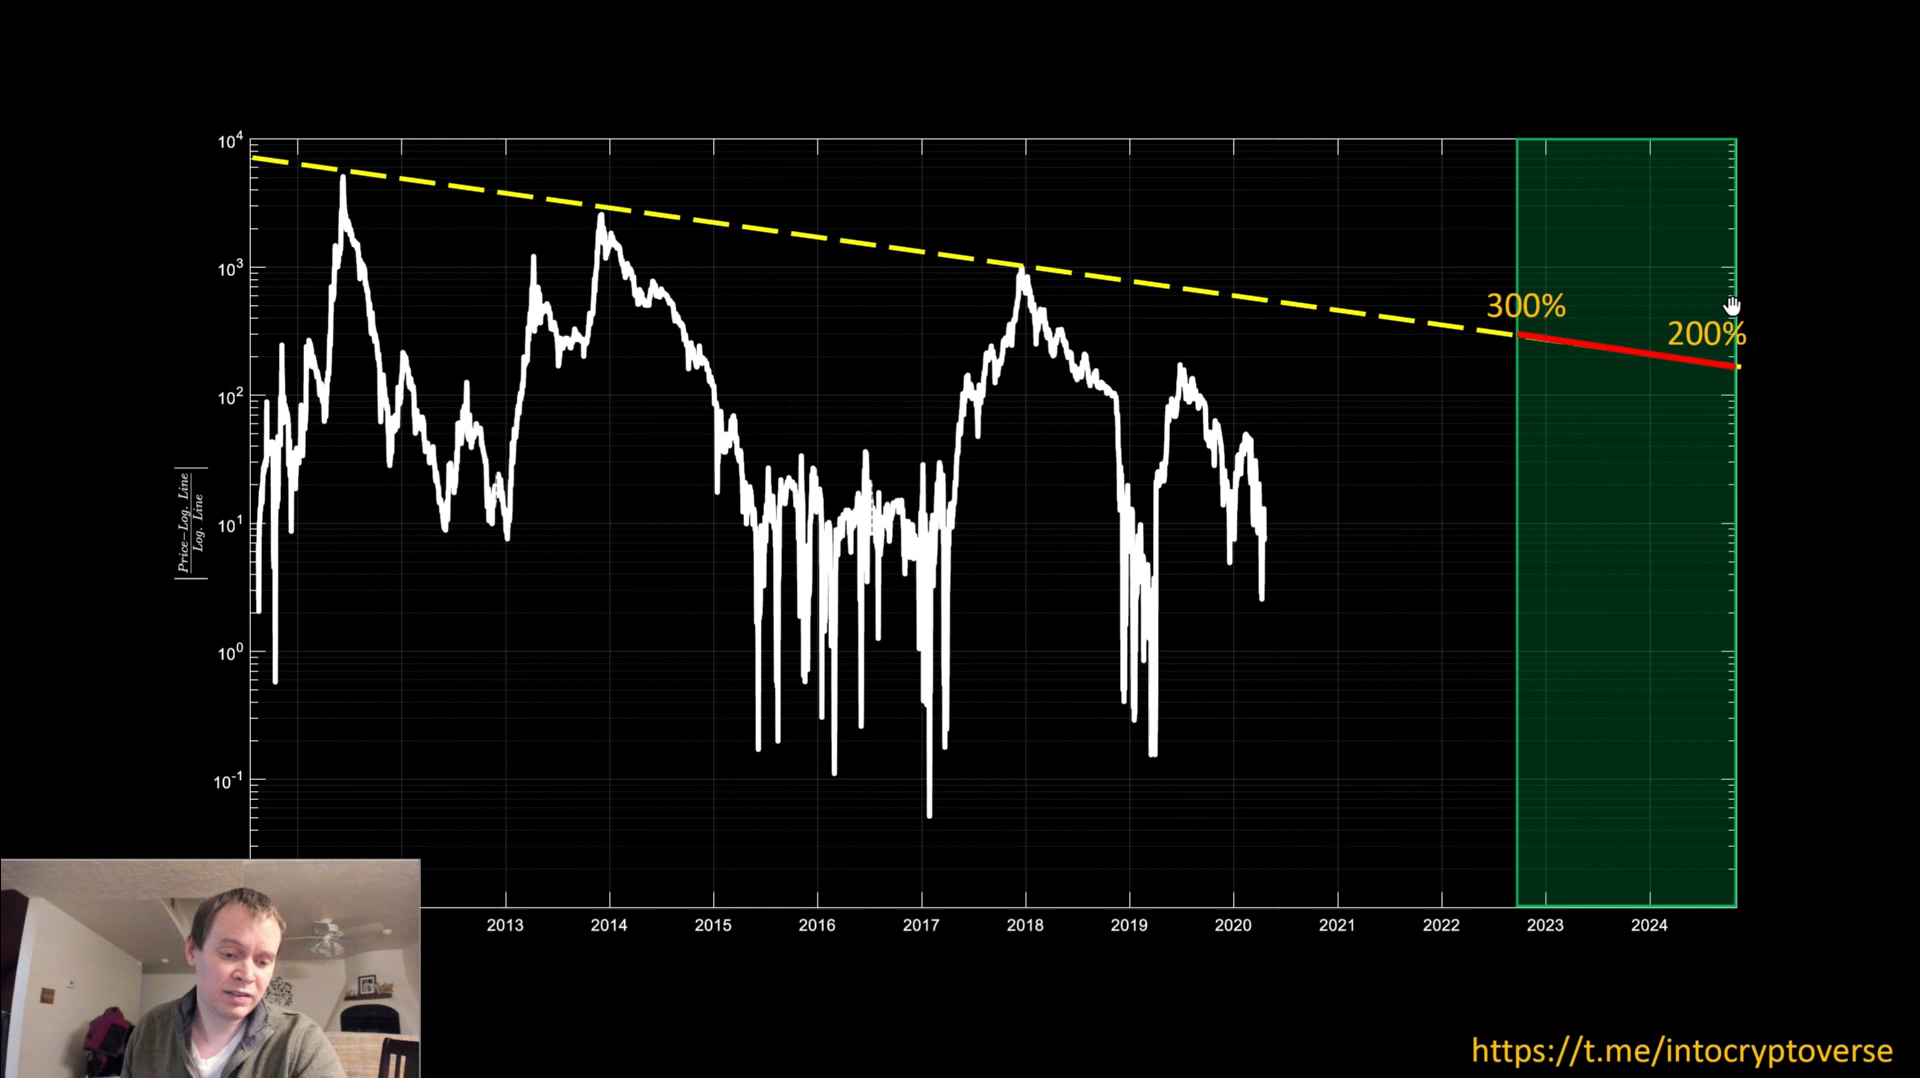 10^4
10^3
10^2
10^1
10^0
10^-1
|Price−Log. Line / Log. Line|
300%
200%
2013 2014 2015 2016 2017 2018 2019 2020 2021 2022 2023 2024
https://t.me/intocryptoverse